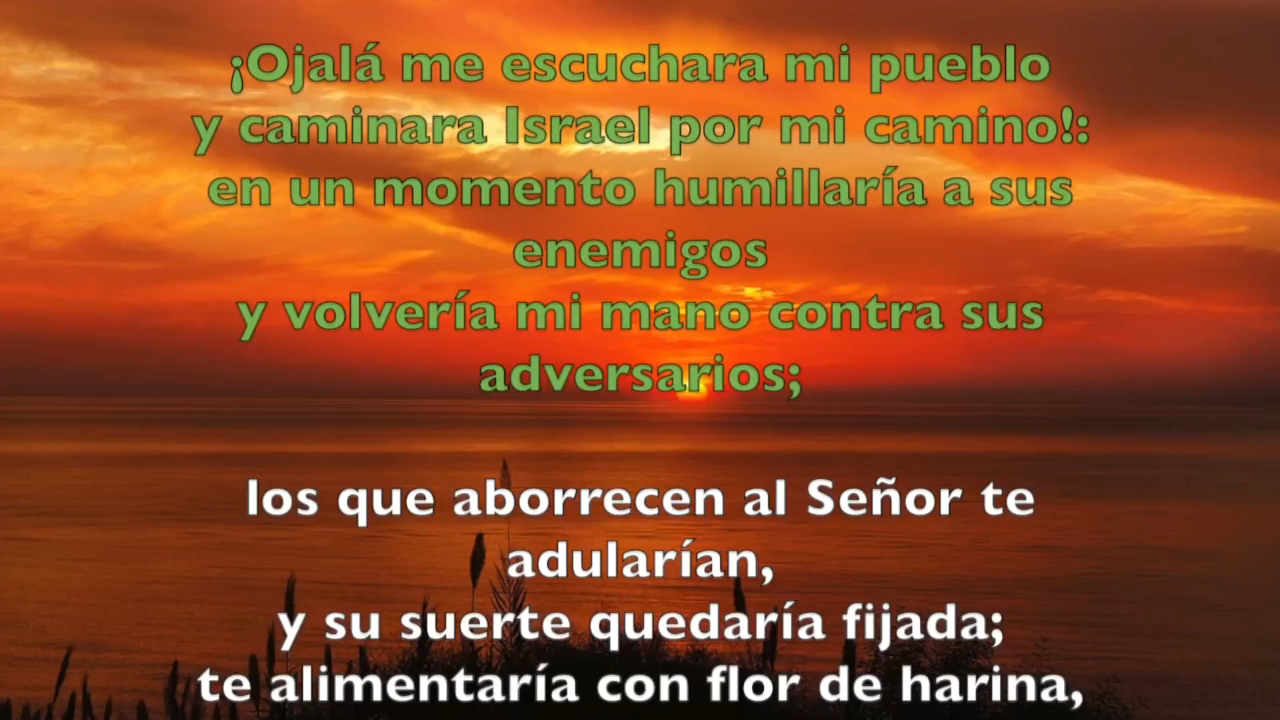 ¡Ojalá me escuchara mi pueblo
y caminara Israel por mi camino!:
en un momento humillaría a sus
enemigos
y volvería mi mano contra sus
adversarios;
los que aborrecen al Señor te
adularían,
y su suerte quedaría fijada;
te alimentaría con flor de harina,